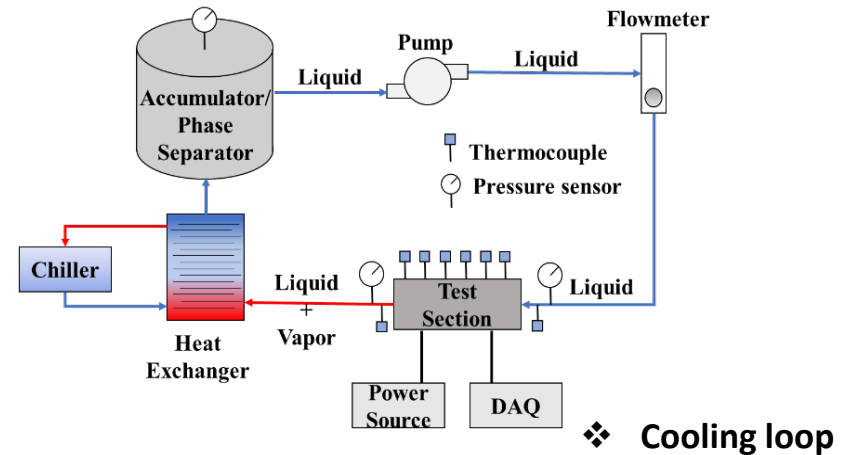 Flowmeter
Pump
Liquid
Liquid
Accumulator/
Phase
Separator
Thermocouple
Pressure sensor
Chiller
Liquid
+
Vapor
Test
Section
Liquid
Heat
Exchanger
Power
Source
DAQ
❖ Cooling loop